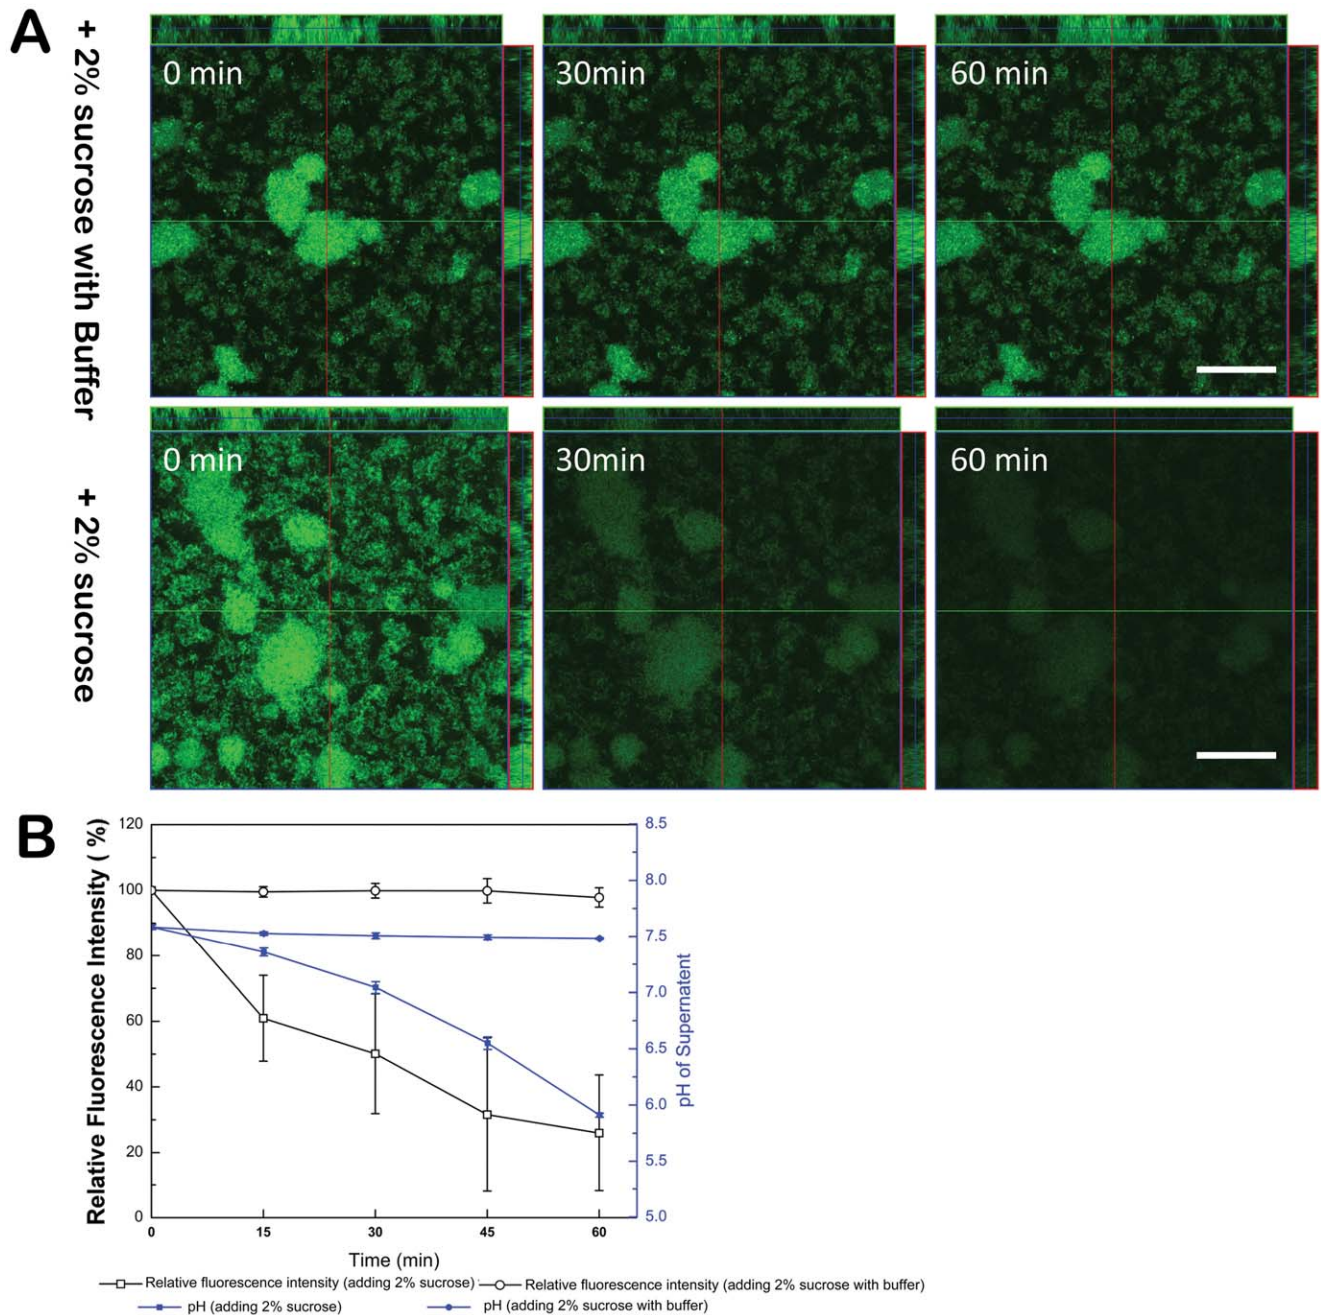 A
+ 2% sucrose with Buffer
0 min
30min
60 min
+ 2% sucrose
0 min
30min
60 min
B
Relative Fluorescence Intensity ( %)
120
100
80
60
40
20
0
8.5
8.0
7.5
7.0
6.5
6.0
5.5
5.0
pH of Supernatent
0 15 30 45 60
Time (min)
Relative fluorescence intensity (adding 2% sucrose) Relative fluorescence intensity (adding 2% sucrose with buffer)
pH (adding 2% sucrose) pH (adding 2% sucrose with buffer)